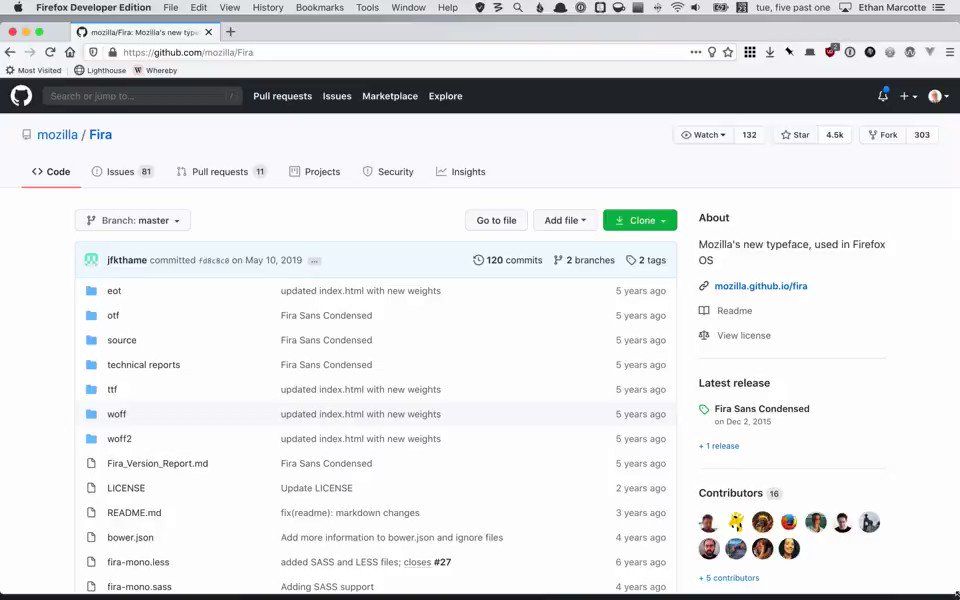 Firefox Developer Edition File Edit View History Bookmarks Tools Window Help tue, five past one Ethan Marcotte
mozilla/Fira: Mozilla's new type
https://github.com/mozilla/Fira
Most Visited Lighthouse Whereby
Search or jump to... / Pull requests Issues Marketplace Explore
mozilla / Fira Watch 132 Star 4.5k Fork 303
Code Issues 81 Pull requests 11 Projects Security Insights
Branch: master Go to file Add file Clone
About
Mozilla's new typeface, used in Firefox
OS
mozilla.github.io/fira
Readme
View license
Latest release
Fira Sans Condensed
on Dec 2, 2015
+ 1 release
Contributors 16
+ 5 contributors
jfkthame committed fd8c8c0 on May 10, 2019 ... 120 commits 2 branches 2 tags
eot updated index.html with new weights 5 years ago
otf Fira Sans Condensed 5 years ago
source Fira Sans Condensed 5 years ago
technical reports Fira Sans Condensed 5 years ago
ttf updated index.html with new weights 5 years ago
woff updated index.html with new weights 5 years ago
woff2 updated index.html with new weights 5 years ago
Fira_Version_Report.md Fira Sans Condensed 5 years ago
LICENSE Update LICENSE 2 years ago
README.md fix(readme): markdown changes 3 years ago
bower.json Add more information to bower.json and ignore files 4 years ago
fira-mono.less added SASS and LESS files; closes #27 6 years ago
fira-mono.sass Adding SASS support 4 years ago